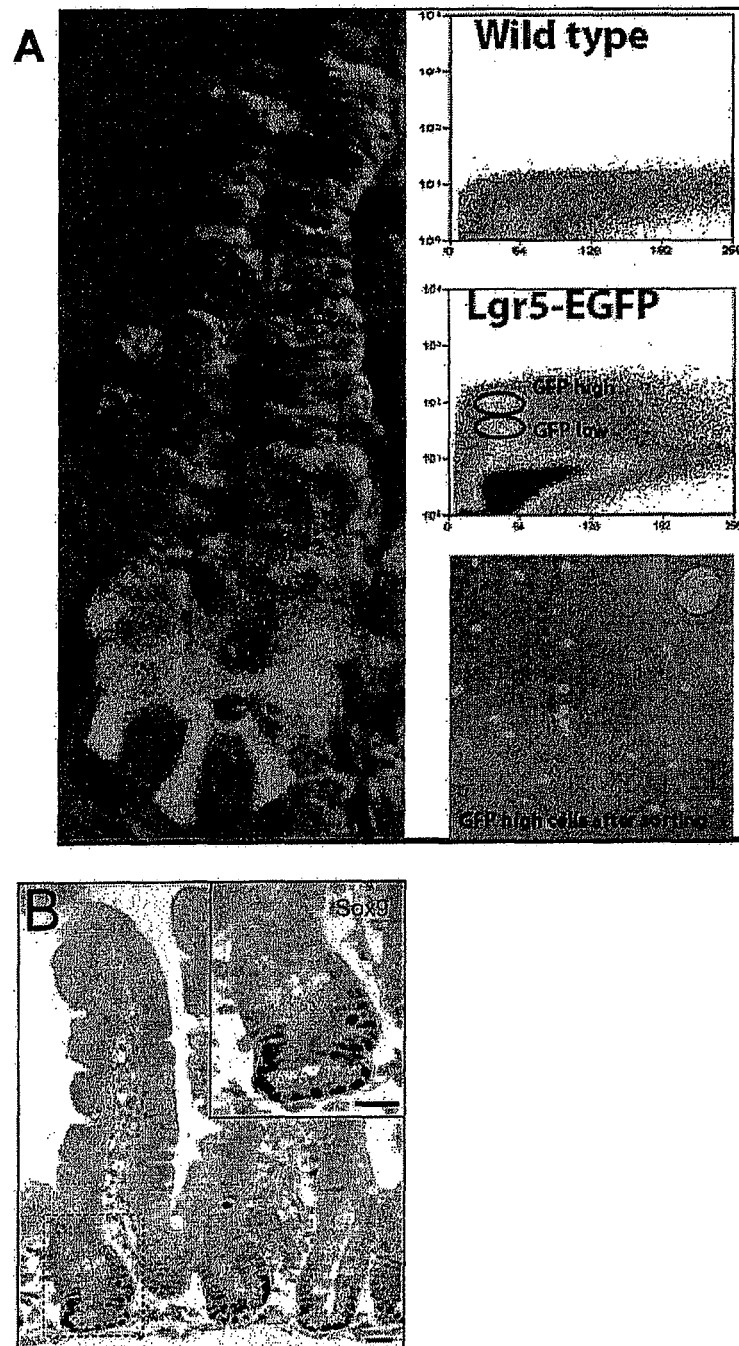 A
Wild type
Lgr5-EGFP
GFP high
GFP low
GFP high cells after sorting
B
Sox9